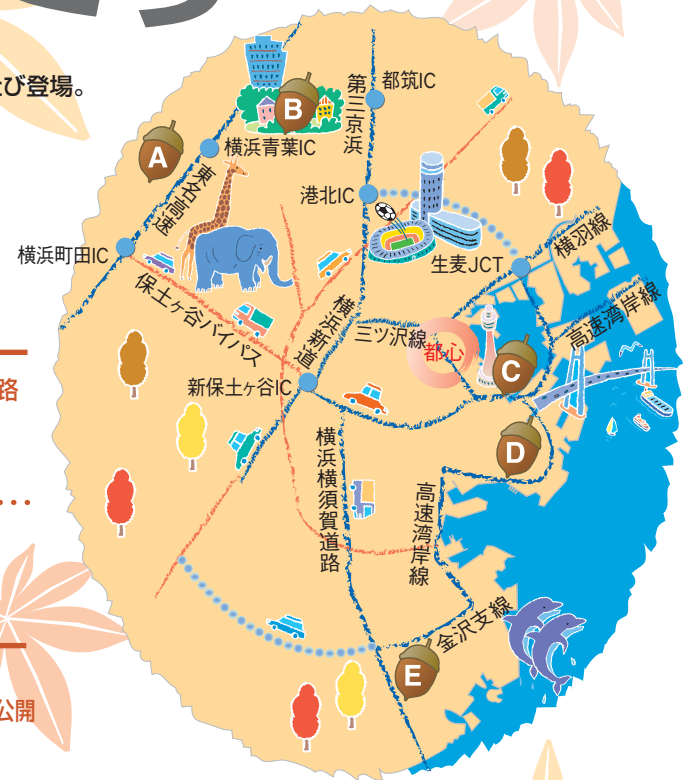 び登場。
都筑IC
第三京浜
B
横浜青葉IC
A
東名高速
港北IC
横浜町田IC
生麦JCT
横羽線
保土ヶ谷バイパス
横浜新道
三ツ沢線
都心
高速湾岸線
C
路
新保土ヶ谷IC
D
横浜横須賀道路
高速湾岸線
…
金沢支線
E
公開